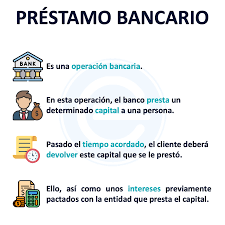 PRÉSTAMO BANCARIO
BANK
Es una operación bancaria.
En esta operación, el banco presta un
determinado capital a una persona.
Pasado el tiempo acordado, el cliente deberá
devolver este capital que se le prestó.
Ello, así como unos intereses previamente
pactados con la entidad que presta el capital.